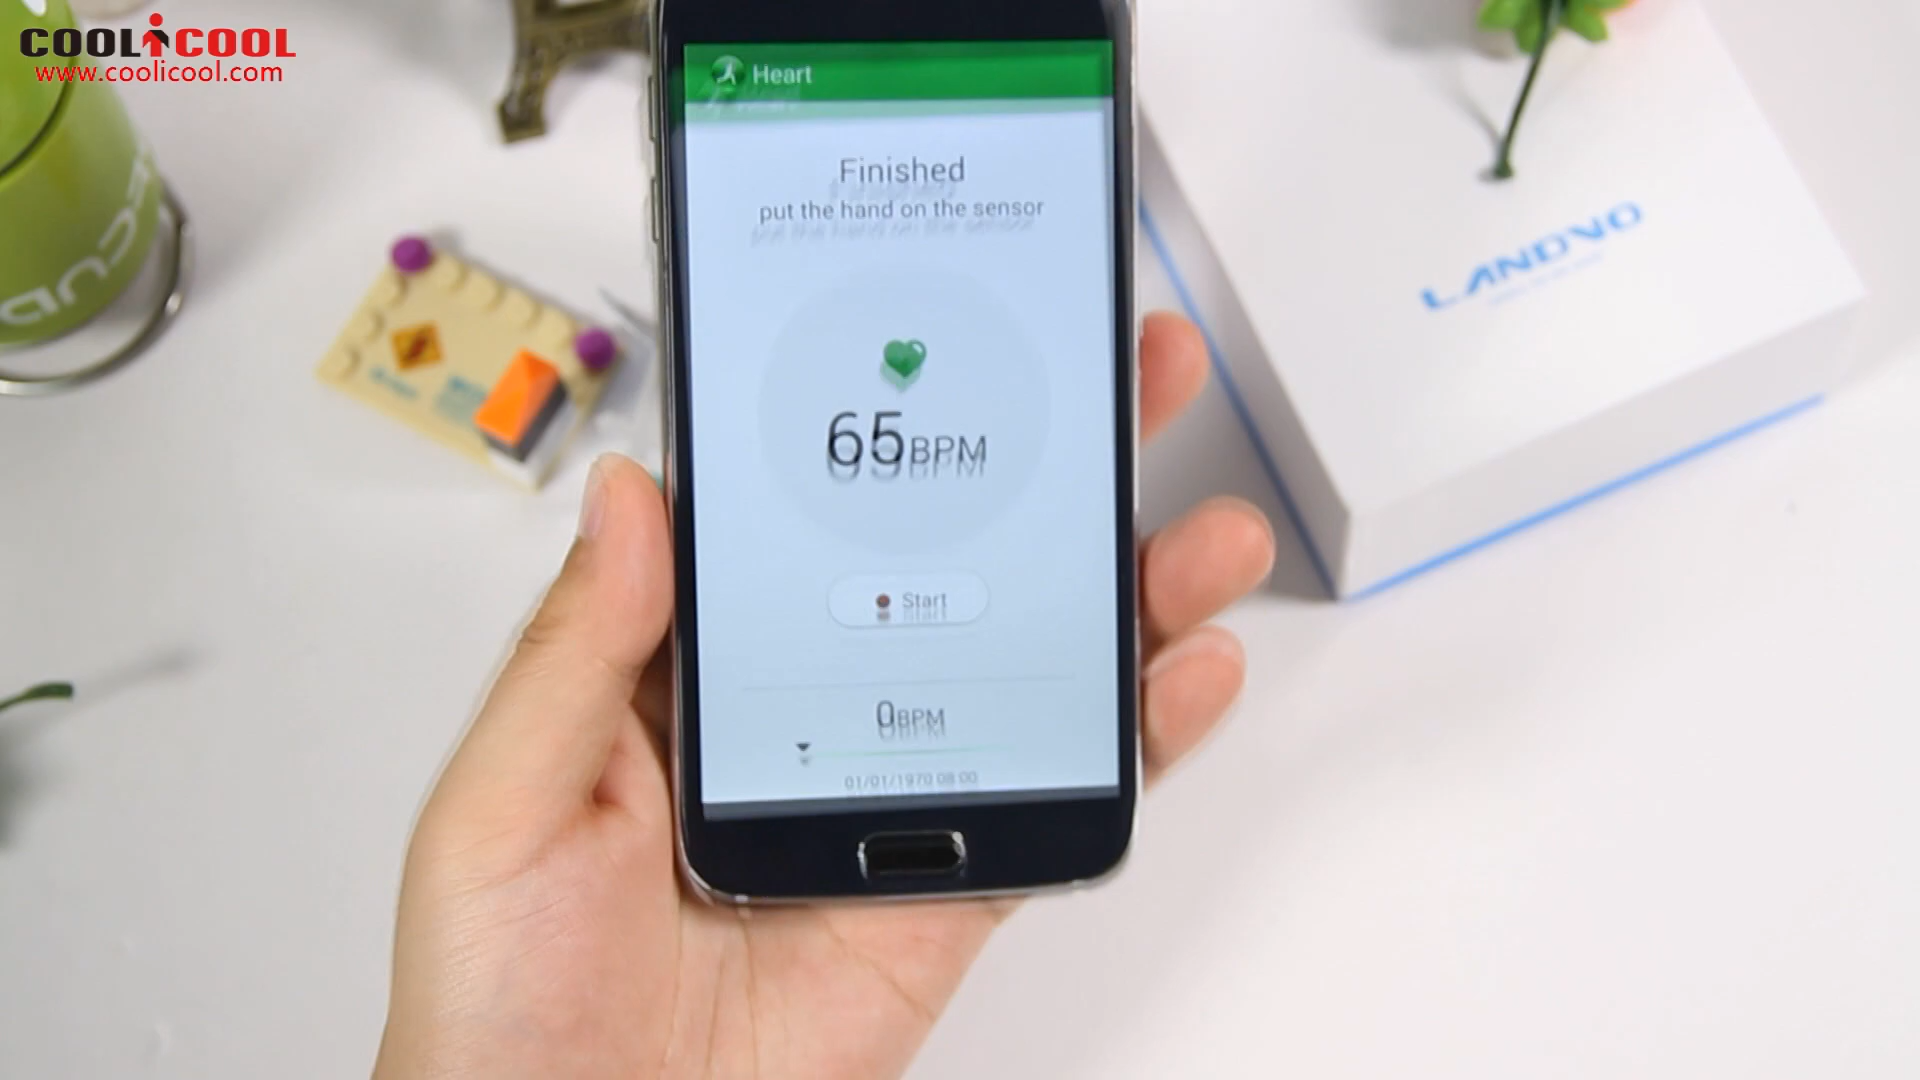 COOLiCOOL
www.coolicool.com
Heart
Finished
put the hand on the sensor
65BPM
Start
0BPM
01/01/1970 08:00
LANDVO